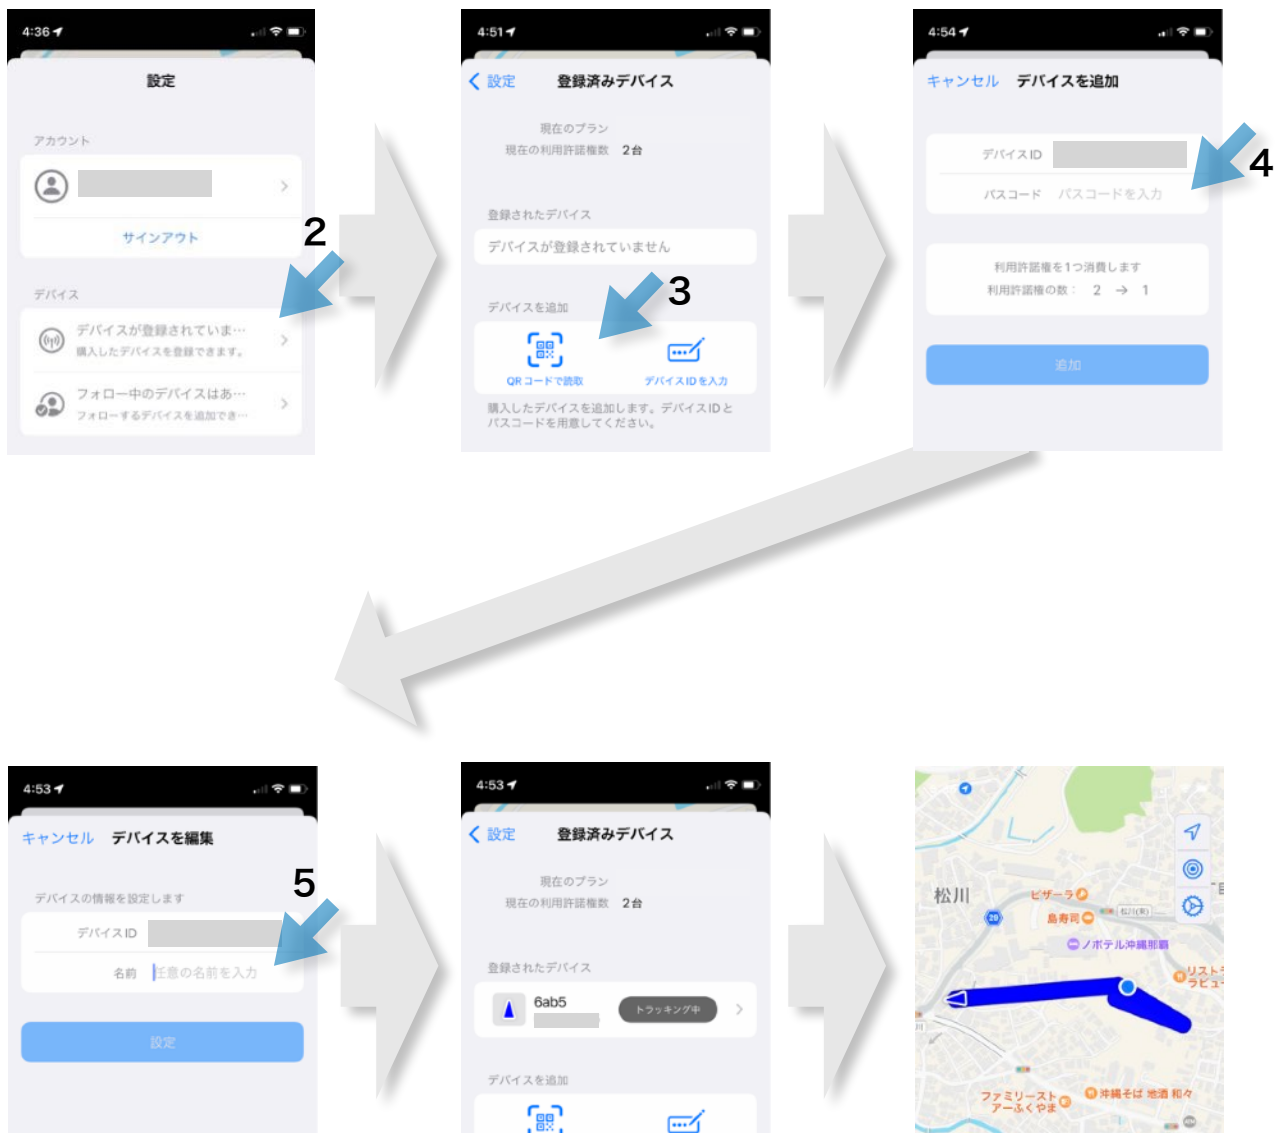 4:36
設定
アカウント
サインアウト
2
デバイス
デバイスが登録されていま…
購入したデバイスを登録できます。
フォロー中のデバイスはあ…
フォローするデバイスを追加でき…
4:51
設定
登録済みデバイス
現在のプラン
現在の利用許諾権数 2台
登録されたデバイス
デバイスが登録されていません
3
デバイスを追加
QRコードで読取
デバイスIDを入力
購入したデバイスを追加します。デバイスIDと
パスコードを用意してください。
4:54
キャンセル デバイスを追加
デバイスID
パスコード パスコードを入力
4
利用許諾権を1つ消費します
利用許諾権の数： 2 → 1
追加
4:53
キャンセル デバイスを編集
5
デバイスの情報を設定します
デバイスID
名前 任意の名前を入力
設定
4:53
設定
登録済みデバイス
現在のプラン
現在の利用許諾権数 2台
登録されたデバイス
6ab5
トラッキング中
デバイスを追加
松川
ピザーラ
島寿司
29
松川(東)
ノボテル沖縄那覇
リストラ
ラビュー
ファミリースト
アーふくやま
沖縄そば 地酒 和々